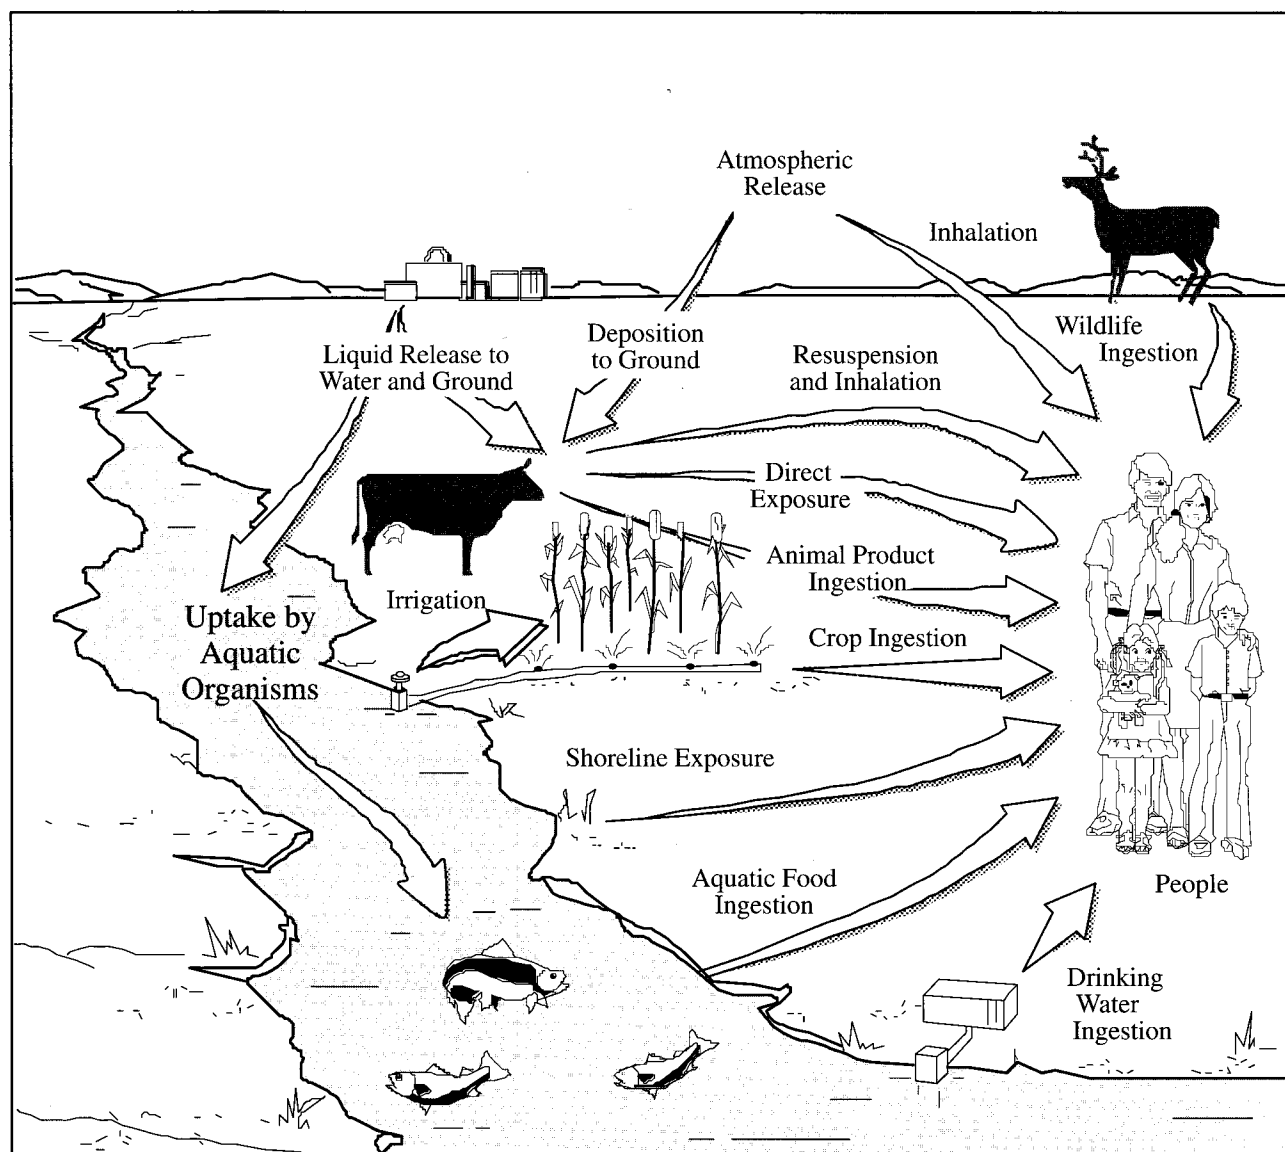 Atmospheric
Release
Inhalation
Wildlife
Ingestion
Deposition
to Ground
Liquid Release to
Water and Ground
Resuspension
and Inhalation
Direct
Exposure
Animal Product
Ingestion
Irrigation
Uptake by
Aquatic
Organisms
Crop Ingestion
Shoreline Exposure
Aquatic Food
Ingestion
People
Drinking
Water
Ingestion